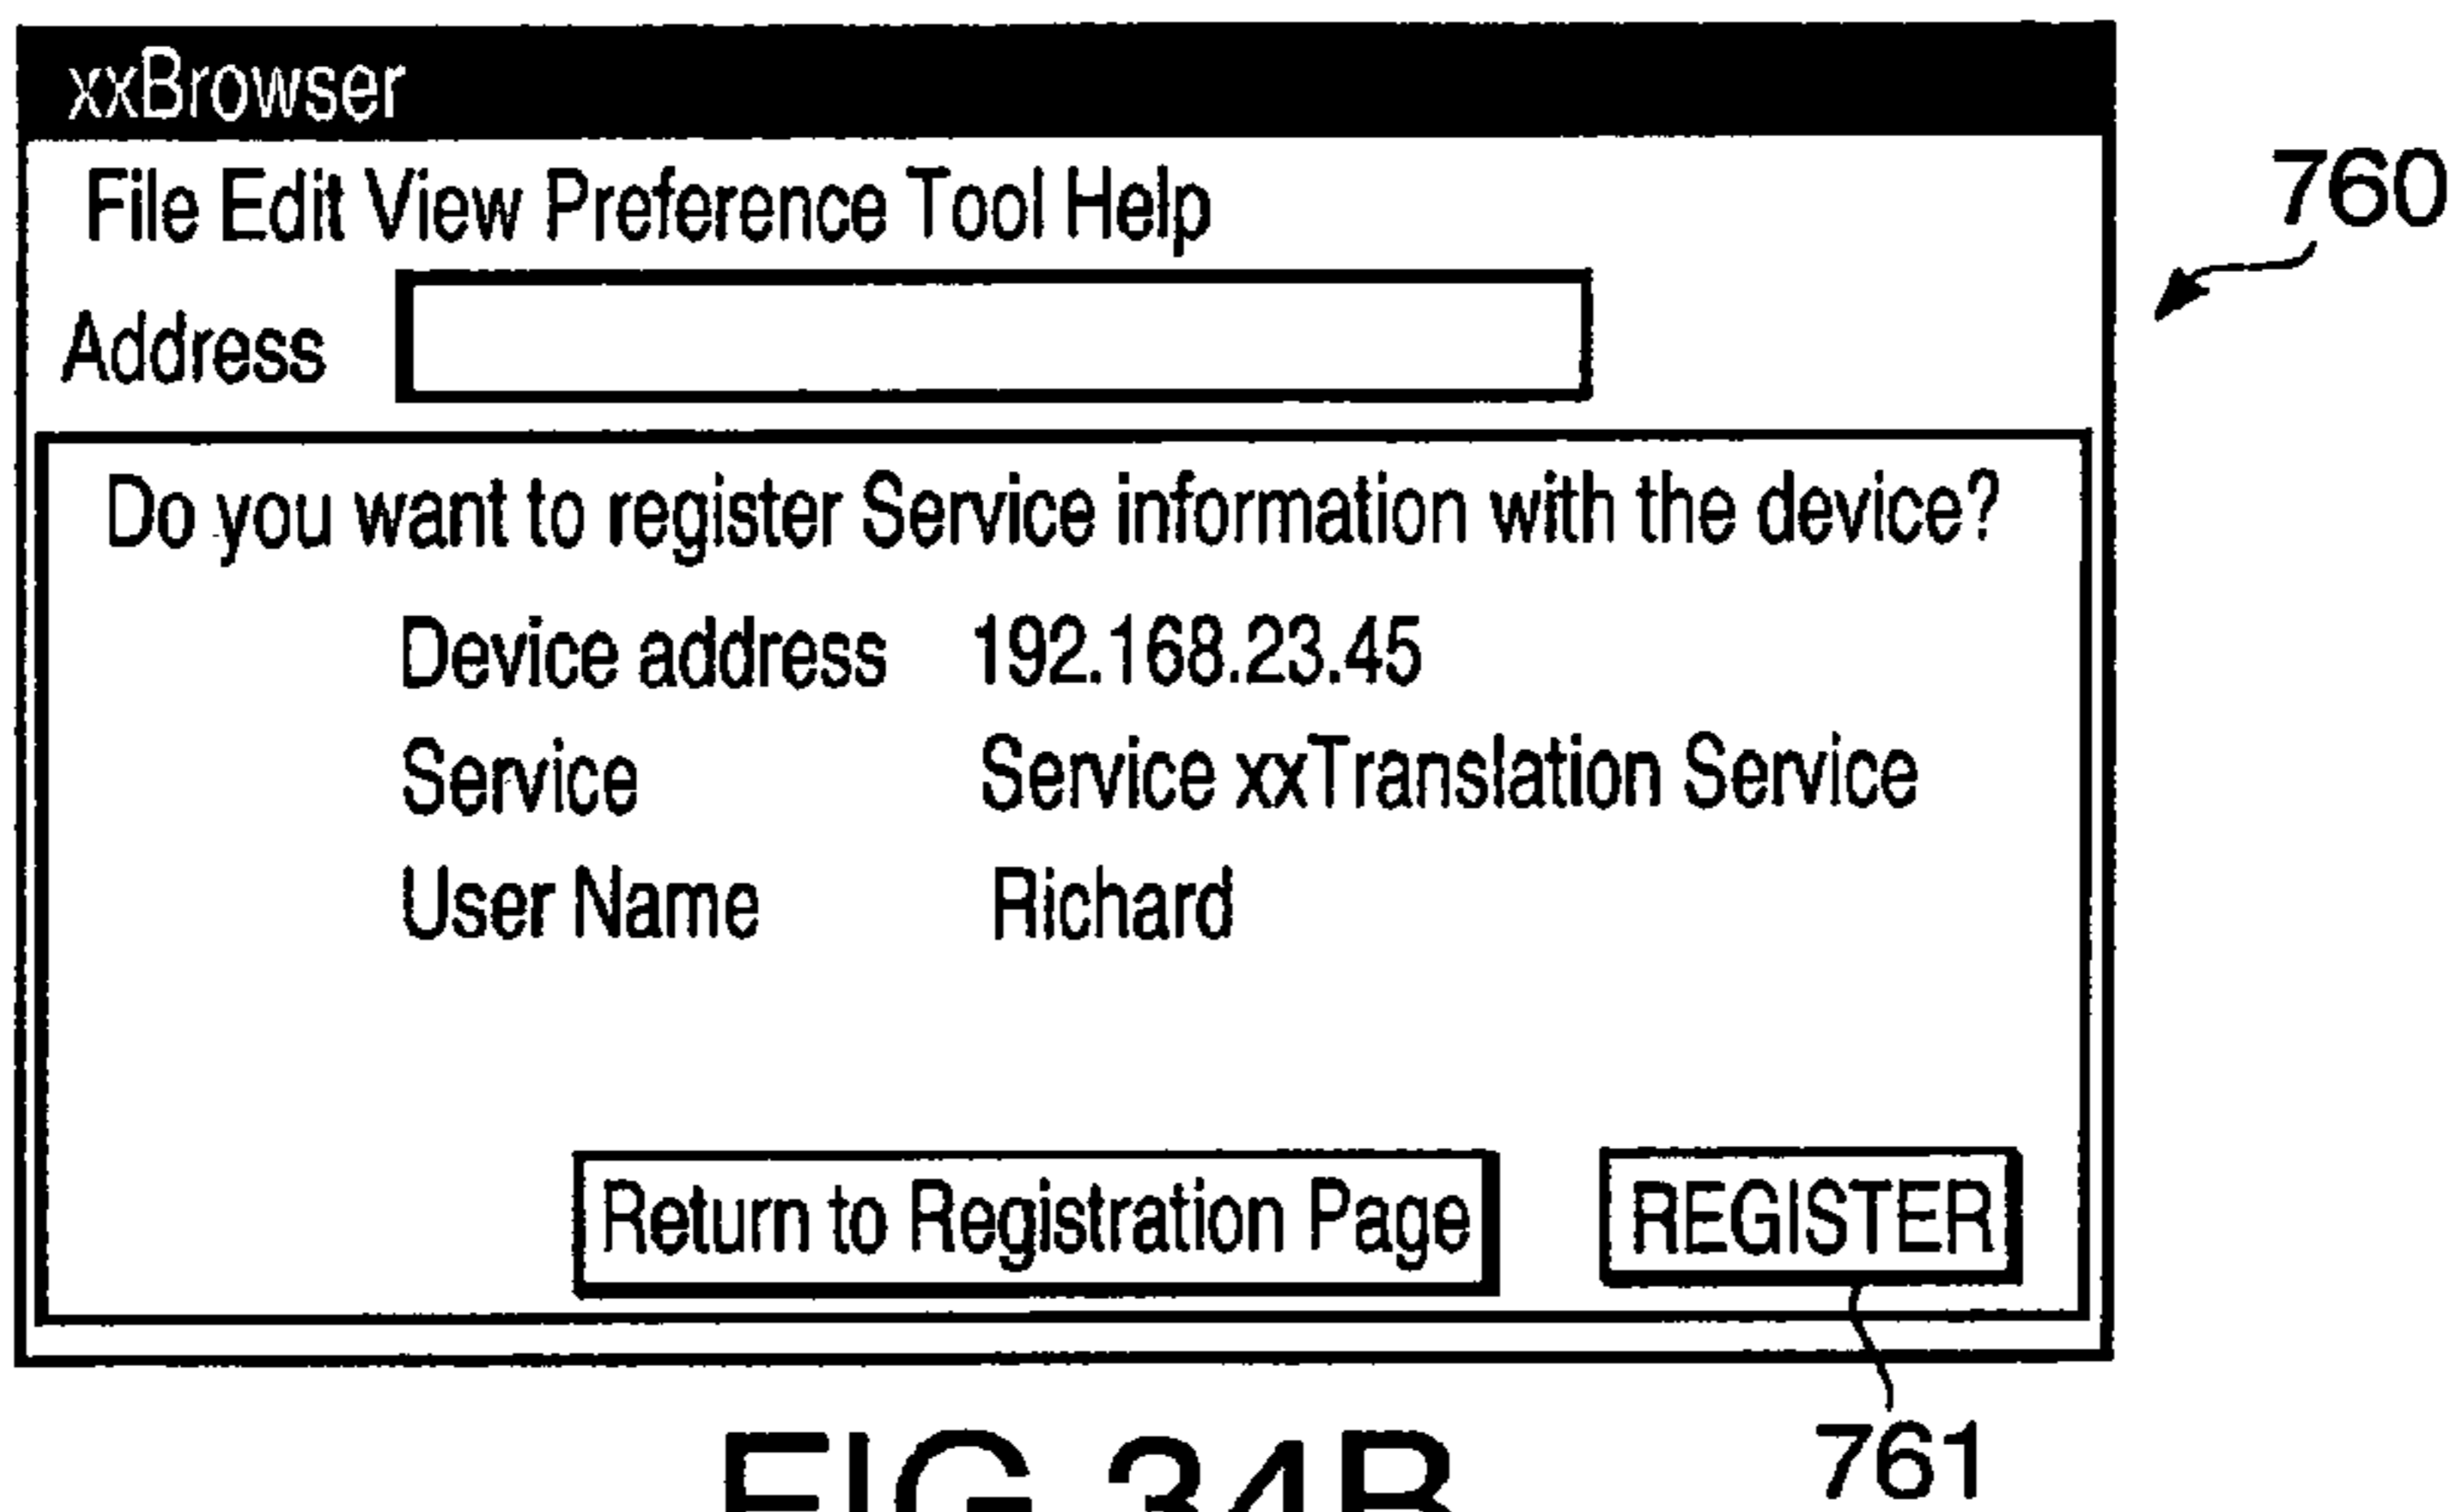 xxBrowser
File Edit View Preference Tool Help
760
Address
Do you want to register Service information with the device?
Device address 192.168.23.45
Service Service xxTranslation Service
User Name Richard
Return to Registration Page REGISTER
761
FIG 34B